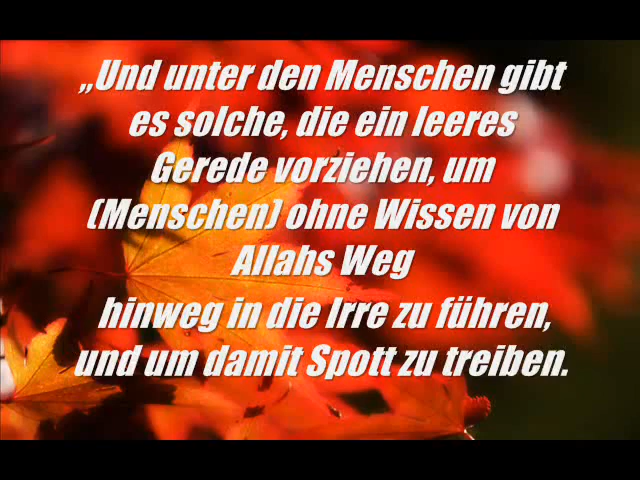 „Und unter den Menschen gibt
es solche, die ein leeres
Gerede vorziehen, um
(Menschen) ohne Wissen von
Allahs Weg
hinweg in die Irre zu führen,
und um damit Spott zu treiben.